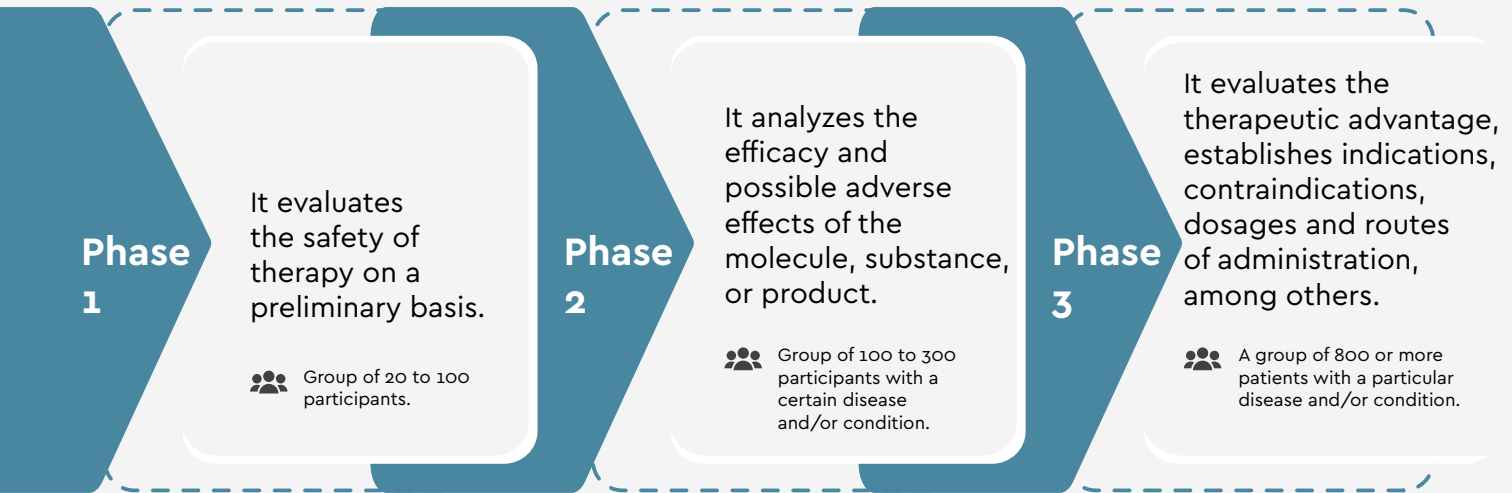 Phase
1
It evaluates
the safety of
therapy on a
preliminary basis.
Group of 20 to 100
participants.
Phase
2
It analyzes the
efficacy and
possible adverse
effects of the
molecule, substance,
or product.
Group of 100 to 300
participants with a
certain disease
and/or condition.
Phase
3
It evaluates the
therapeutic advantage,
establishes indications,
contraindications,
dosages and routes
of administration,
among others.
A group of 800 or more
patients with a particular
disease and/or condition.